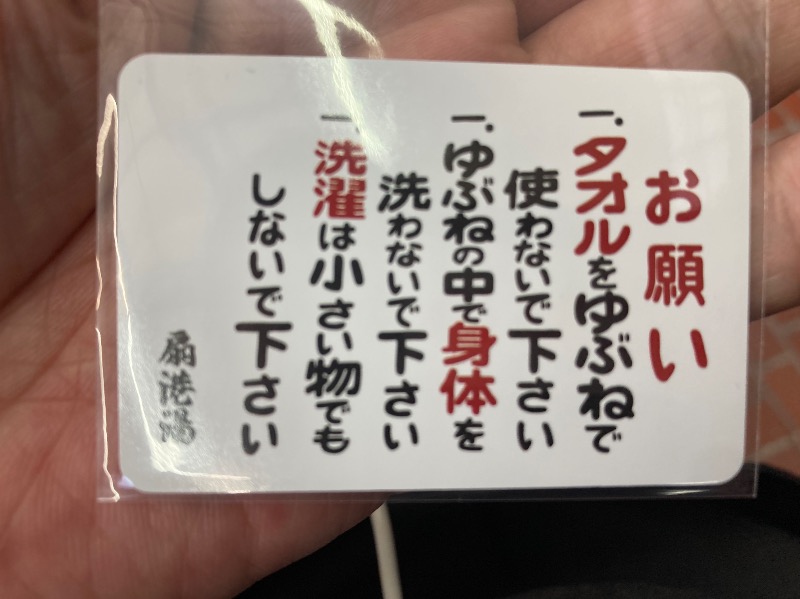 お願い
一、タオルをゆぶねで
使わないで下さい
一、ゆぶねの中で身体を
洗わないで下さい
一、洗濯は小さい物でも
しないで下さい
扇港湯